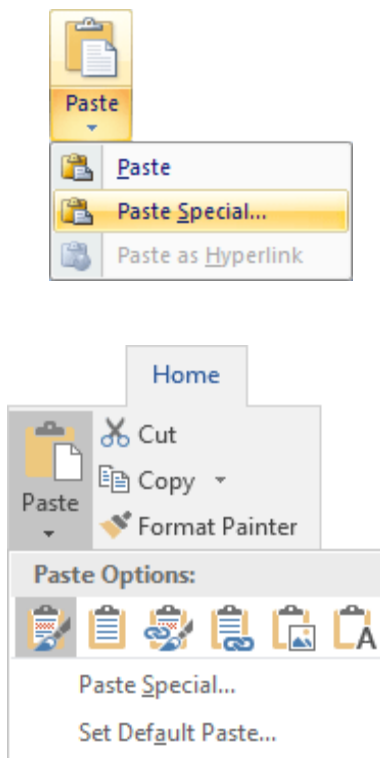 Paste
Paste
Paste Special...
Paste as Hyperlink
Home
Cut
Copy
Paste
Format Painter
Paste Options:
A
Paste Special...
Set Default Paste...